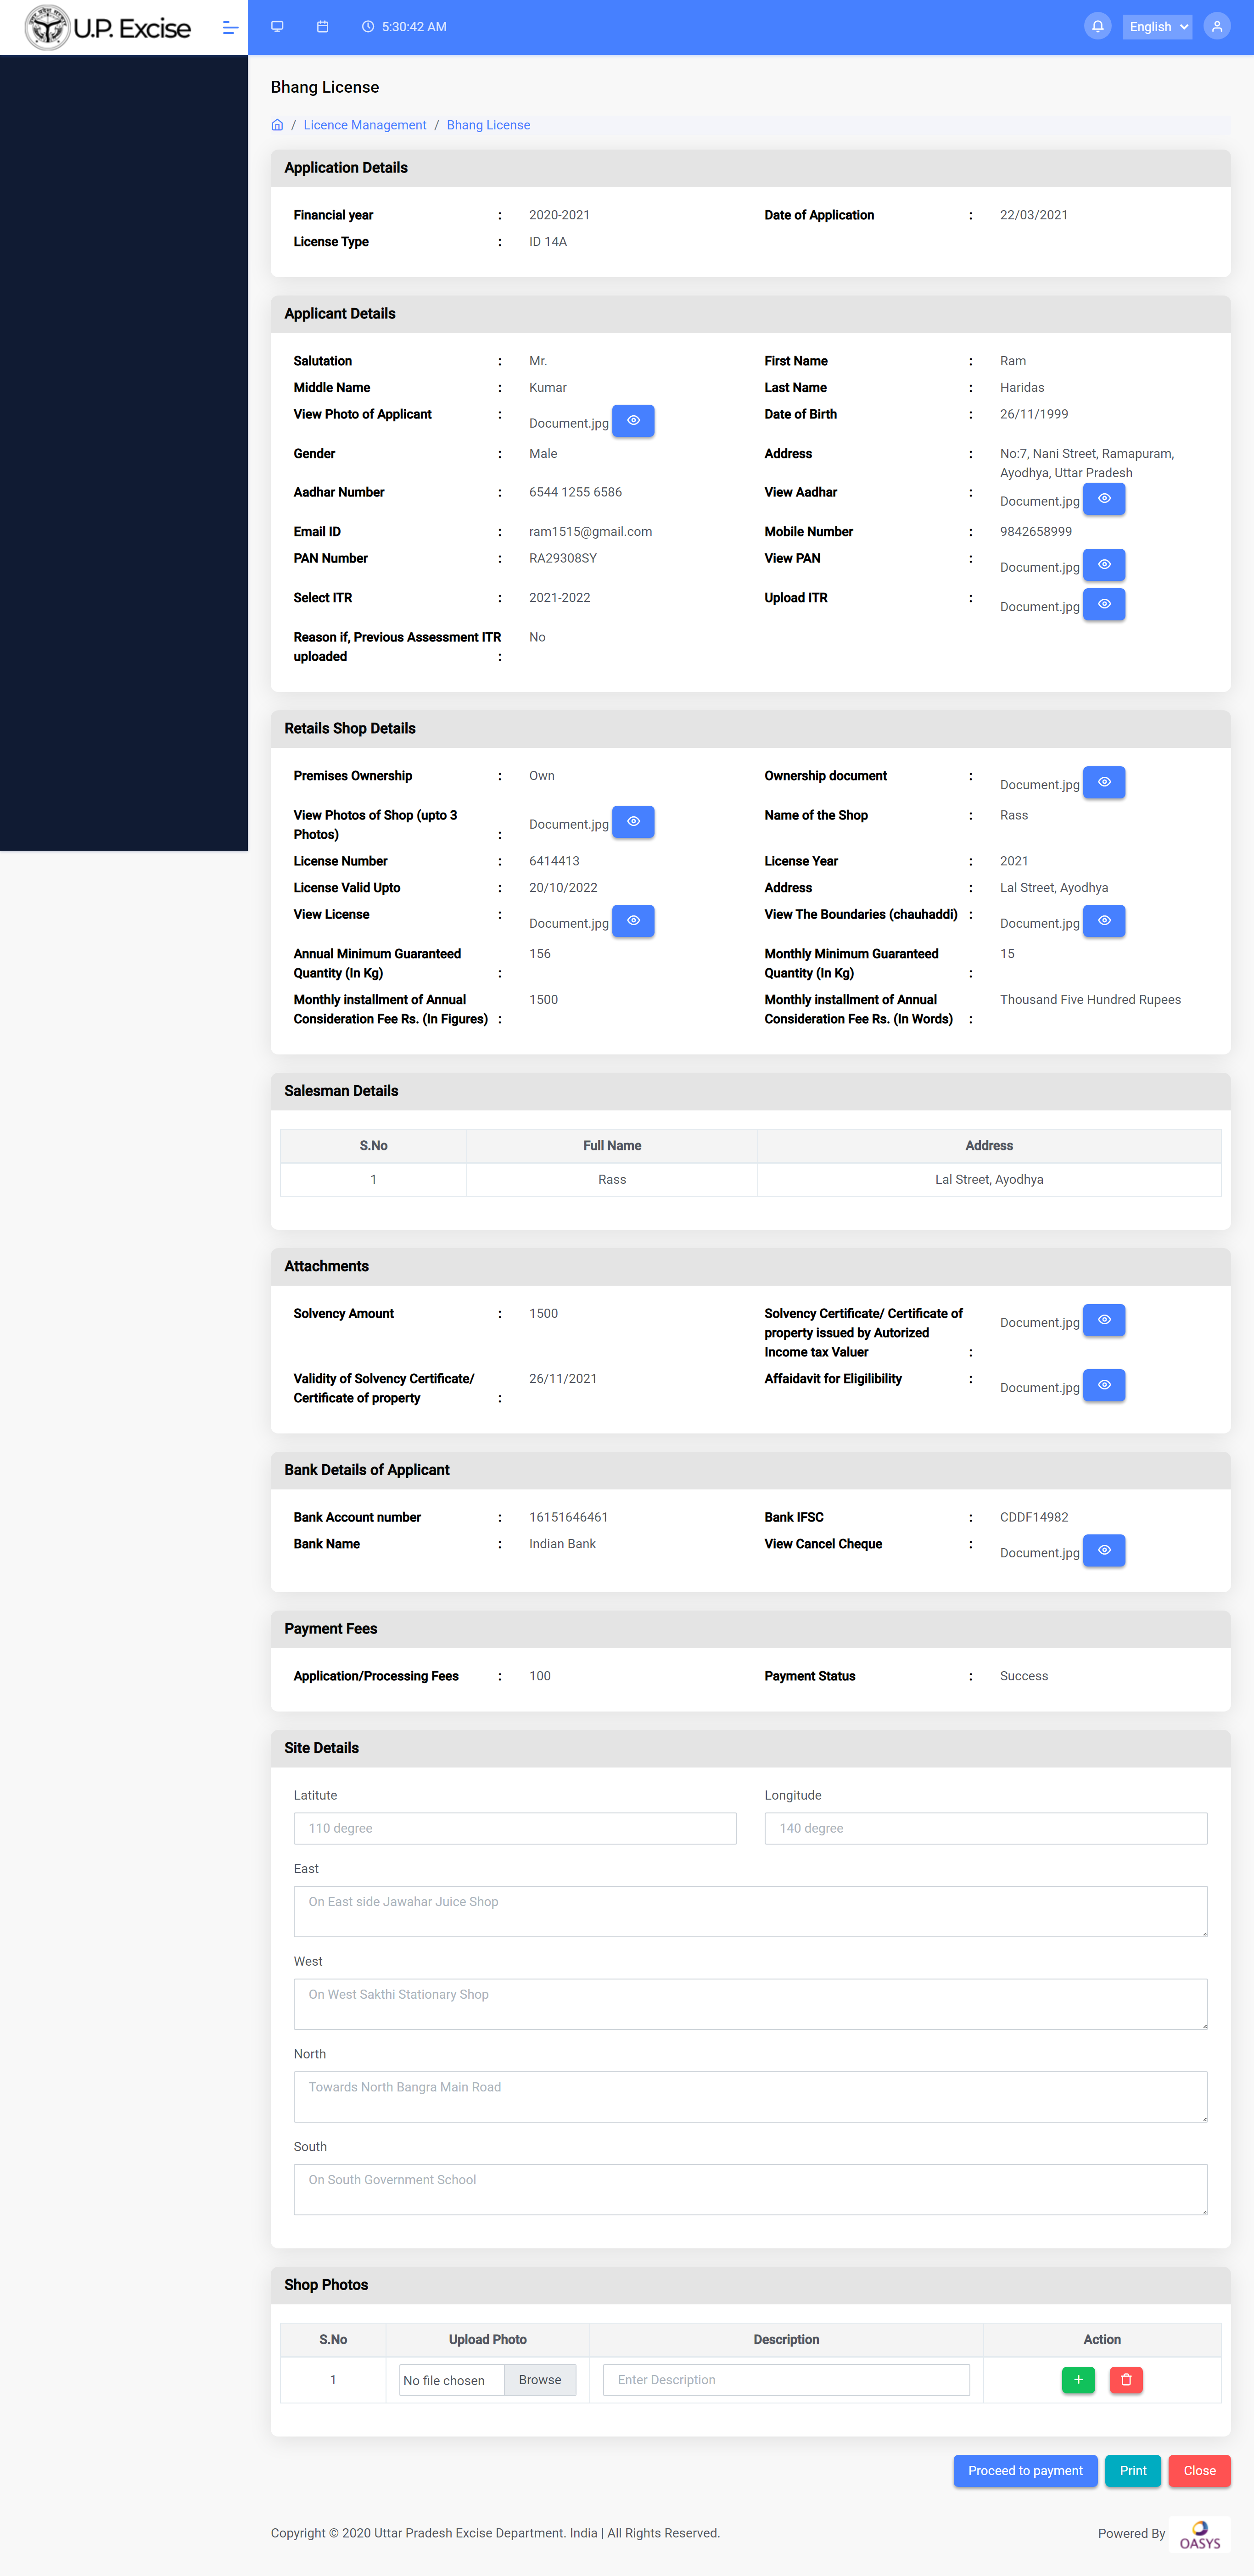 U.P. Excise
5:30:42 AM
English
Bhang License
/ Licence Management / Bhang License
Application Details
Financial year : 2020-2021 Date of Application : 22/03/2021
License Type : ID 14A
Applicant Details
Salutation : Mr. First Name : Ram
Middle Name : Kumar Last Name : Haridas
View Photo of Applicant : Document.jpg Date of Birth : 26/11/1999
Gender : Male Address : No:7, Nani Street, Ramapuram,
Ayodhya, Uttar Pradesh
Aadhar Number : 6544 1255 6586 View Aadhar : Document.jpg
Email ID : ram1515@gmail.com Mobile Number : 9842658999
PAN Number : RA29308SY View PAN : Document.jpg
Select ITR : 2021-2022 Upload ITR : Document.jpg
Reason if, Previous Assessment ITR No
uploaded :
Retails Shop Details
Premises Ownership : Own Ownership document : Document.jpg
View Photos of Shop (upto 3 Document.jpg Name of the Shop : Rass
Photos) :
License Number : 6414413 License Year : 2021
License Valid Upto : 20/10/2022 Address : Lal Street, Ayodhya
View License : Document.jpg View The Boundaries (chauhaddi) : Document.jpg
Annual Minimum Guaranteed 156 Monthly Minimum Guaranteed 15
Quantity (In Kg) : Quantity (In Kg) :
Monthly installment of Annual 1500 Monthly installment of Annual Thousand Five Hundred Rupees
Consideration Fee Rs. (In Figures) : Consideration Fee Rs. (In Words) :
Salesman Details
S.No Full Name Address
1 Rass Lal Street, Ayodhya
Attachments
Solvency Amount : 1500 Solvency Certificate/ Certificate of Document.jpg
property issued by Autorized
Income tax Valuer :
Validity of Solvency Certificate/ 26/11/2021 Affaidavit for Eligilibility : Document.jpg
Certificate of property :
Bank Details of Applicant
Bank Account number : 16151646461 Bank IFSC : CDDF14982
Bank Name : Indian Bank View Cancel Cheque : Document.jpg
Payment Fees
Application/Processing Fees : 100 Payment Status : Success
Site Details
Latitute Longitude
110 degree 140 degree
East
On East side Jawahar Juice Shop
West
On West Sakthi Stationary Shop
North
Towards North Bangra Main Road
South
On South Government School
Shop Photos
S.No Upload Photo Description Action
1 No file chosen Browse Enter Description +
Proceed to payment Print Close
Copyright © 2020 Uttar Pradesh Excise Department. India | All Rights Reserved. Powered By OASYS